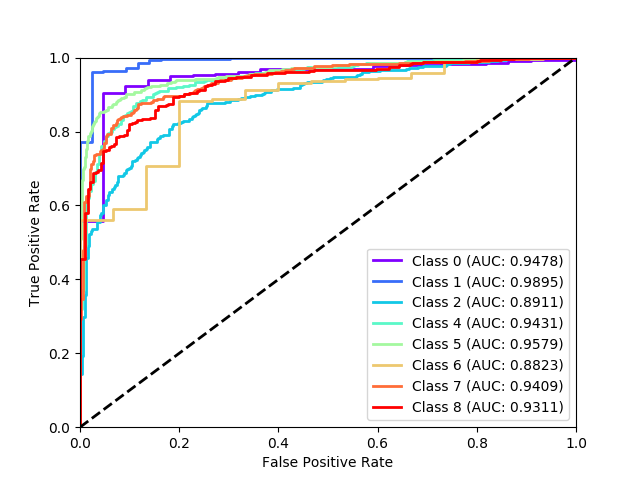 1.0
0.8
0.6
0.4
0.2
0.0
True Positive Rate
Class 0 (AUC: 0.9478)
Class 1 (AUC: 0.9895)
Class 2 (AUC: 0.8911)
Class 4 (AUC: 0.9431)
Class 5 (AUC: 0.9579)
Class 6 (AUC: 0.8823)
Class 7 (AUC: 0.9409)
Class 8 (AUC: 0.9311)
0.0 0.2 0.4 0.6 0.8 1.0
False Positive Rate